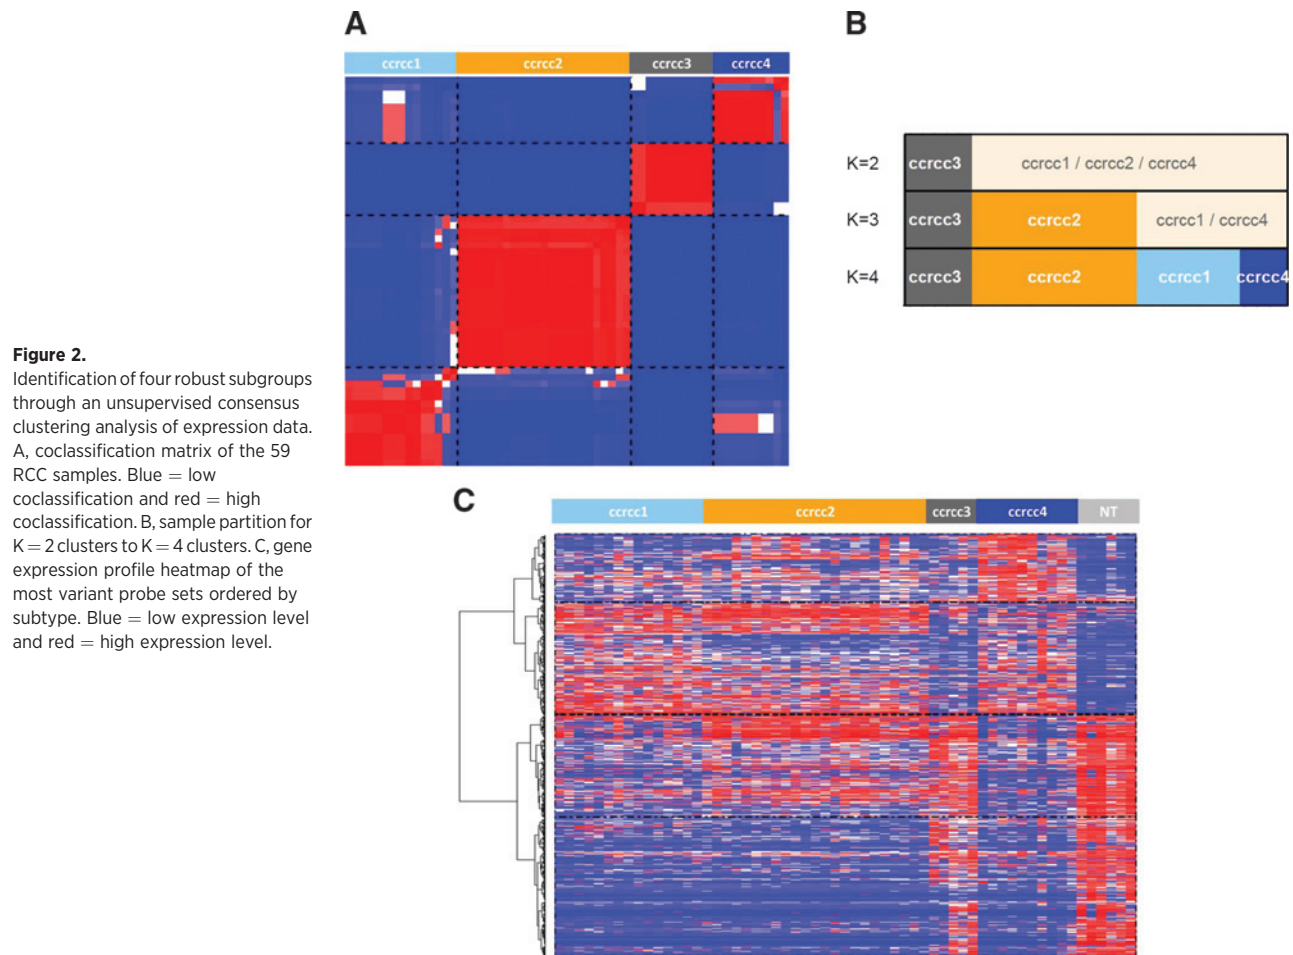 A
ccrcc1 ccrcc2 ccrcc3 ccrcc4
B
K=2 ccrcc3 ccrcc1 / ccrcc2 / ccrcc4
K=3 ccrcc3 ccrcc2 ccrcc1 / ccrcc4
K=4 ccrcc3 ccrcc2 ccrcc1 ccrcc4
Figure 2.
Identification of four robust subgroups
through an unsupervised consensus
clustering analysis of expression data.
A, coclassification matrix of the 59
RCC samples. Blue = low
coclassification and red = high
coclassification. B, sample partition for
K = 2 clusters to K = 4 clusters. C, gene
expression profile heatmap of the
most variant probe sets ordered by
subtype. Blue = low expression level
and red = high expression level.
C
ccrcc1 ccrcc2 ccrcc3 ccrcc4 NT